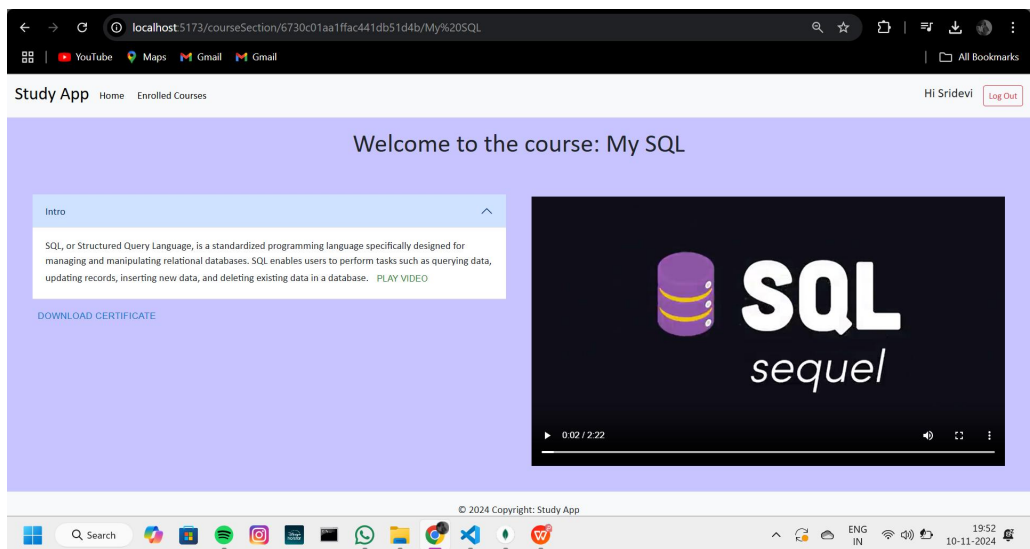 localhost:5173/courseSection/6730c01aa1ffac441db51d4b/My%20SQL
YouTube Maps Gmail Gmail All Bookmarks
Study App Home Enrolled Courses Hi Sridevi Log Out
Welcome to the course: My SQL
Intro
SQL, or Structured Query Language, is a standardized programming language specifically designed for
managing and manipulating relational databases. SQL enables users to perform tasks such as querying data,
updating records, inserting new data, and deleting existing data in a database. PLAY VIDEO
DOWNLOAD CERTIFICATE
SQL
sequel
0:02 / 2:22
© 2024 Copyright: Study App
Search
ENG
IN
19:52
10-11-2024